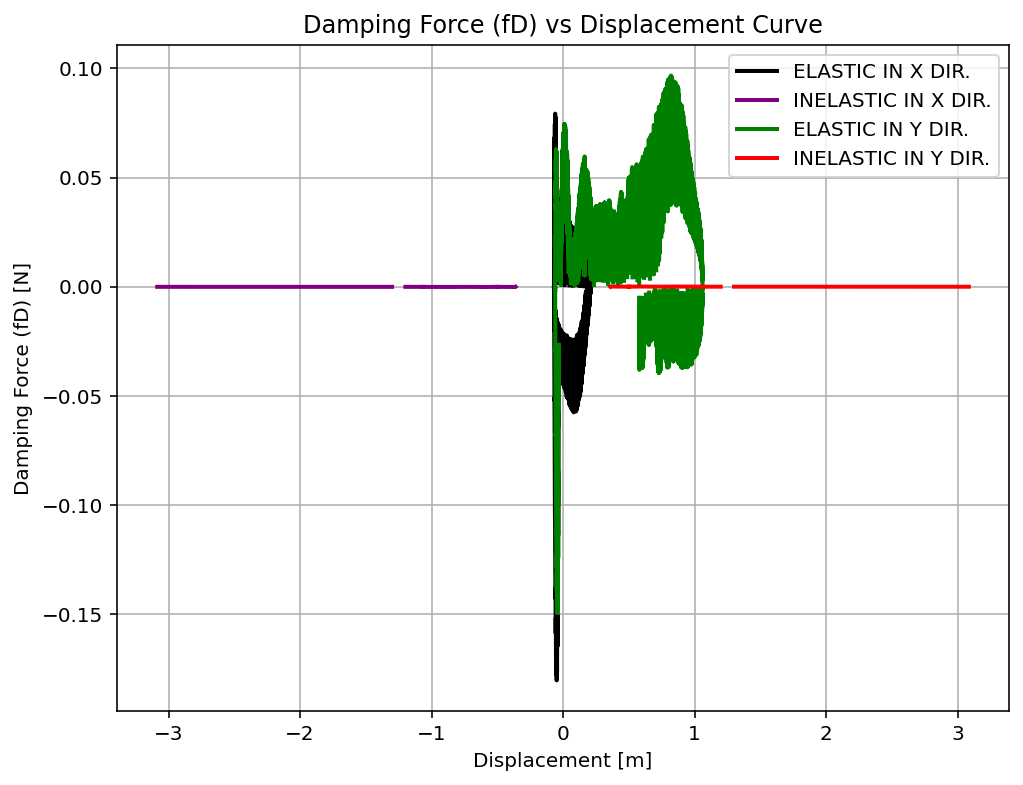 Damping Force (fD) vs Displacement Curve
ELASTIC IN X DIR.
INELASTIC IN X DIR.
ELASTIC IN Y DIR.
INELASTIC IN Y DIR.
Damping Force (fD) [N]
0.10
0.05
0.00
−0.05
−0.10
−0.15
−3
−2
−1
0
1
2
3
Displacement [m]